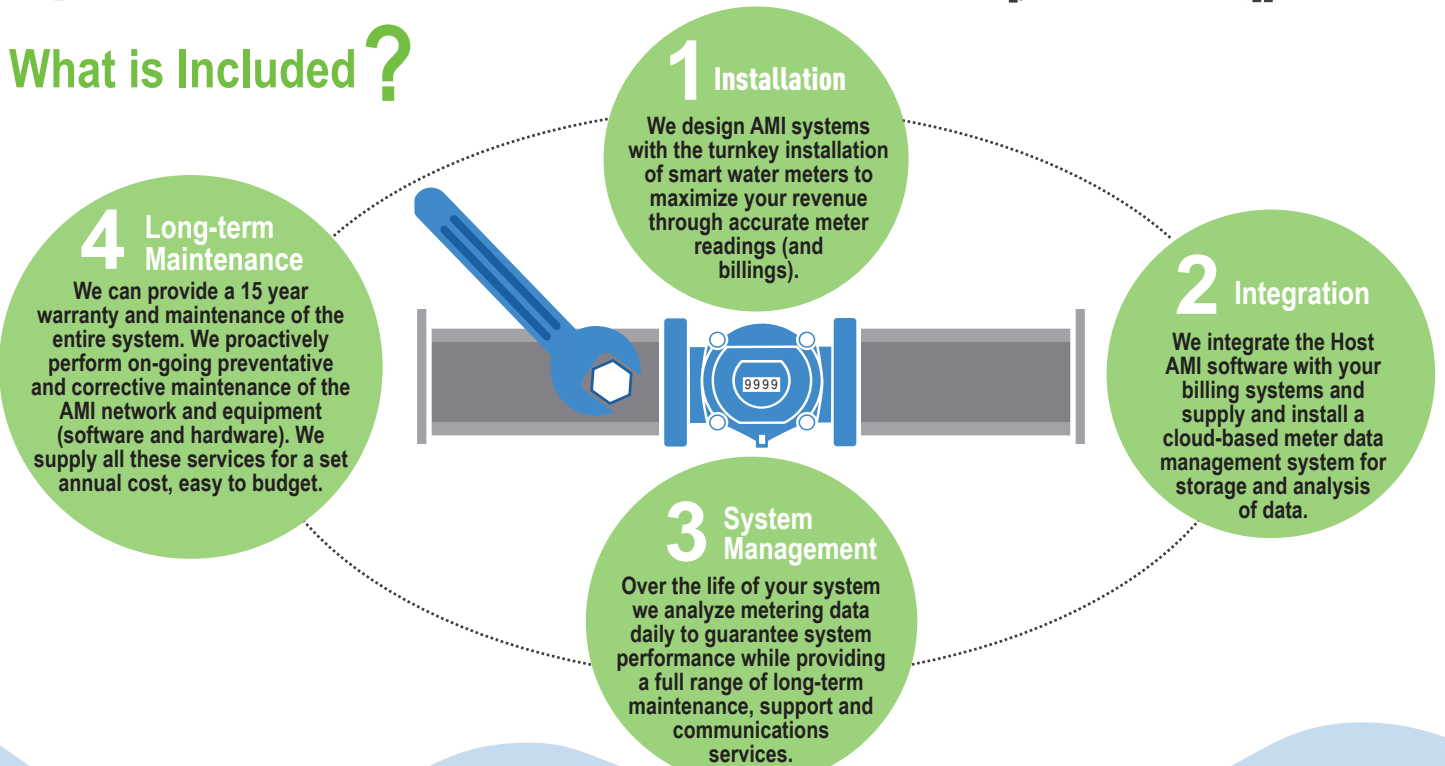 What is Included ?
1 Installation
We design AMI systems
with the turnkey installation
of smart water meters to
maximize your revenue
through accurate meter
readings (and
billings).
2 Integration
We integrate the Host
AMI software with your
billing systems and
supply and install a
cloud-based meter data
management system for
storage and analysis
of data.
3 System
Management
Over the life of your system
we analyze metering data
daily to guarantee system
performance while providing
a full range of long-term
maintenance, support and
communications
services.
4 Long-term
Maintenance
We can provide a 15 year
warranty and maintenance of the
entire system. We proactively
perform on-going preventative
and corrective maintenance of the
AMI network and equipment
(software and hardware). We
supply all these services for a set
annual cost, easy to budget.
9999